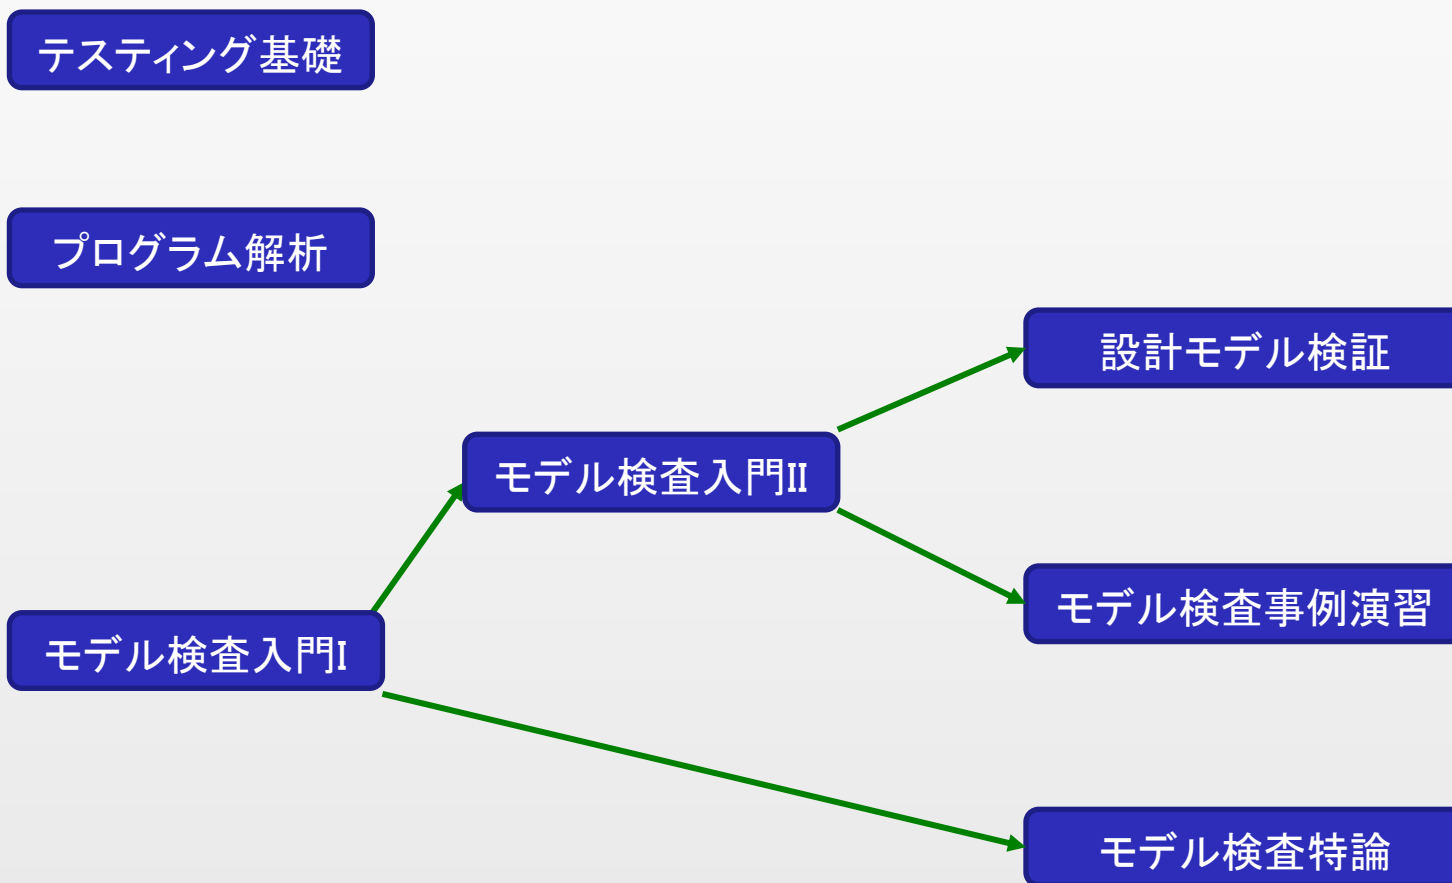 テスティング基礎
プログラム解析
設計モデル検証
モデル検査入門II
モデル検査事例演習
モデル検査入門I
モデル検査特論